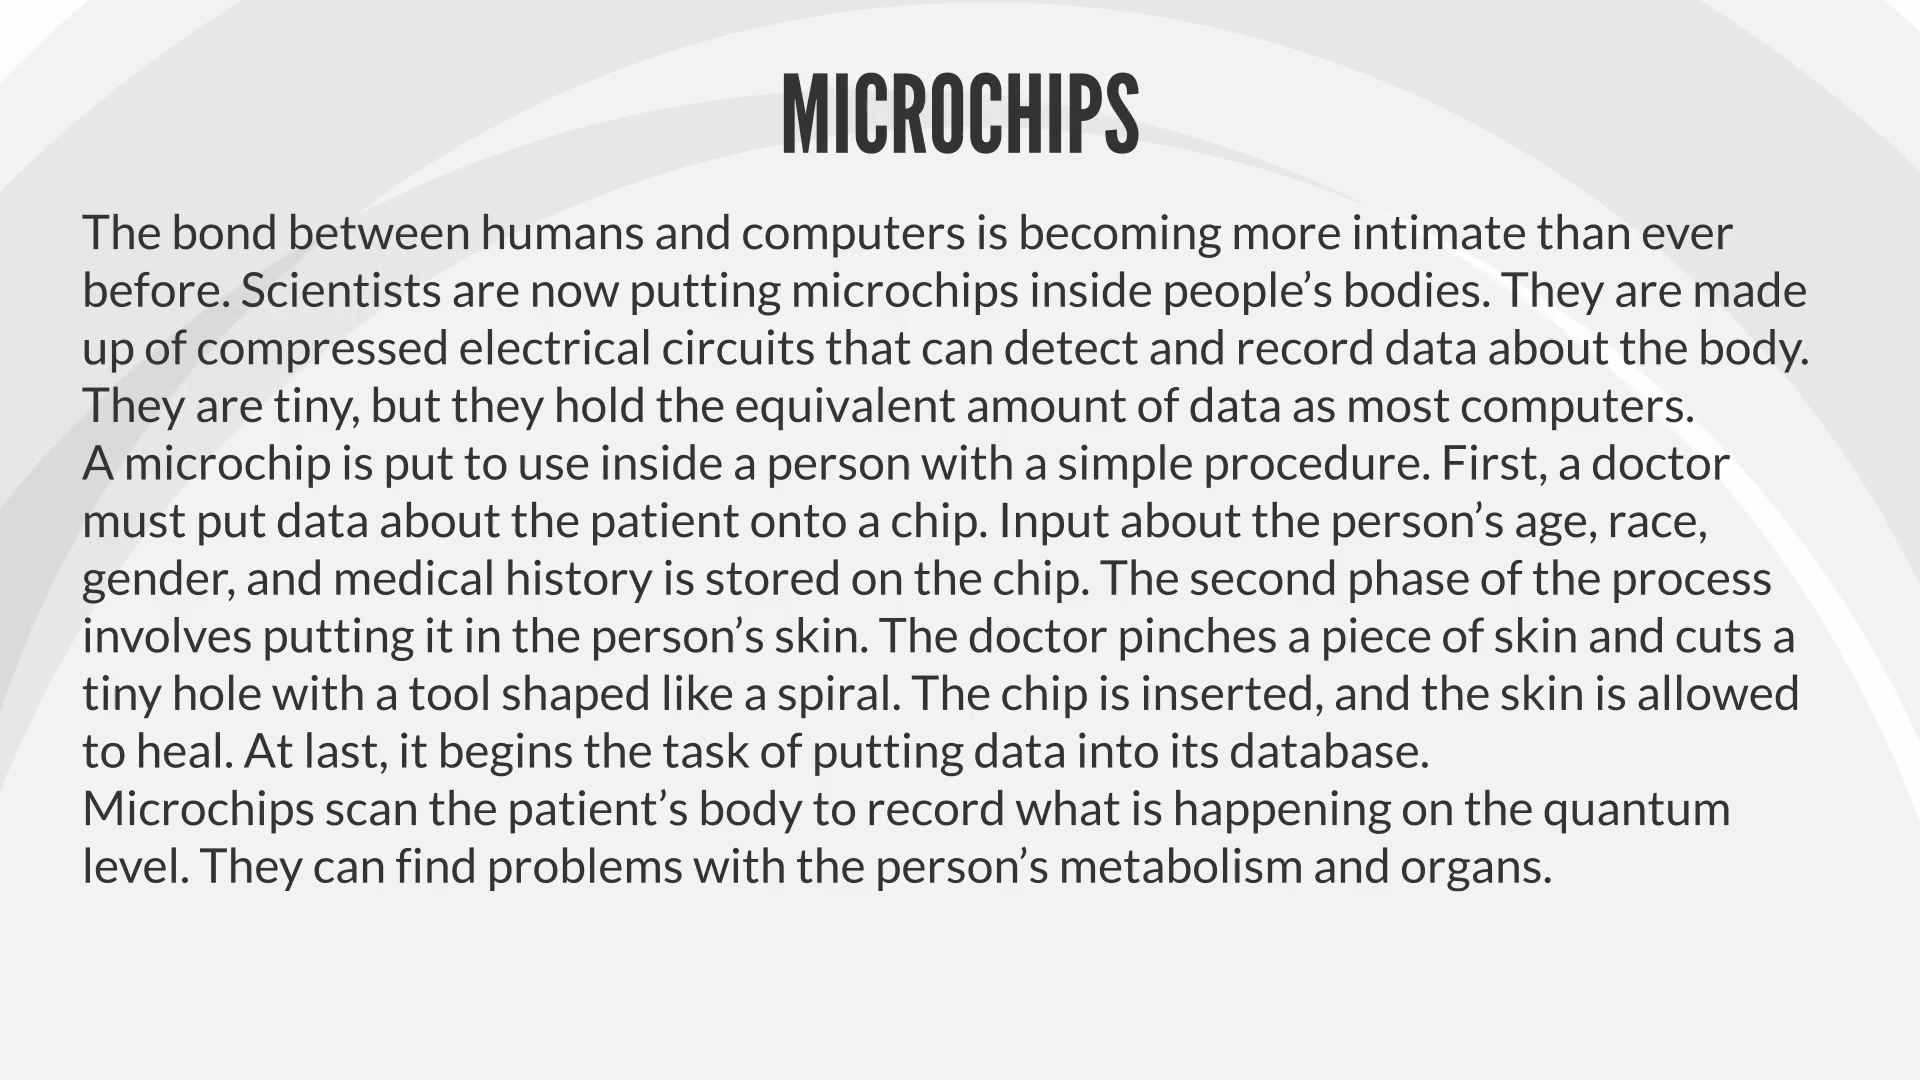 MICROCHIPS
The bond between humans and computers is becoming more intimate than ever
before. Scientists are now putting microchips inside people’s bodies. They are made
up of compressed electrical circuits that can detect and record data about the body.
They are tiny, but they hold the equivalent amount of data as most computers.
A microchip is put to use inside a person with a simple procedure. First, a doctor
must put data about the patient onto a chip. Input about the person’s age, race,
gender, and medical history is stored on the chip. The second phase of the process
involves putting it in the person’s skin. The doctor pinches a piece of skin and cuts a
tiny hole with a tool shaped like a spiral. The chip is inserted, and the skin is allowed
to heal. At last, it begins the task of putting data into its database.
Microchips scan the patient’s body to record what is happening on the quantum
level. They can find problems with the person’s metabolism and organs.